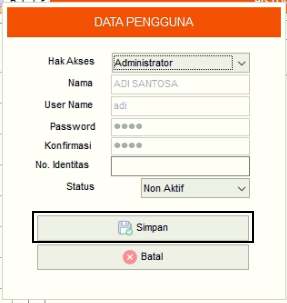 DATA PENGGUNA
Hak Akses Administrator
Nama ADI SANTOSA
User Name adi
Password ●●●●
Konfirmasi ●●●●
No. Identitas
Status Non Aktif
Simpan
Batal